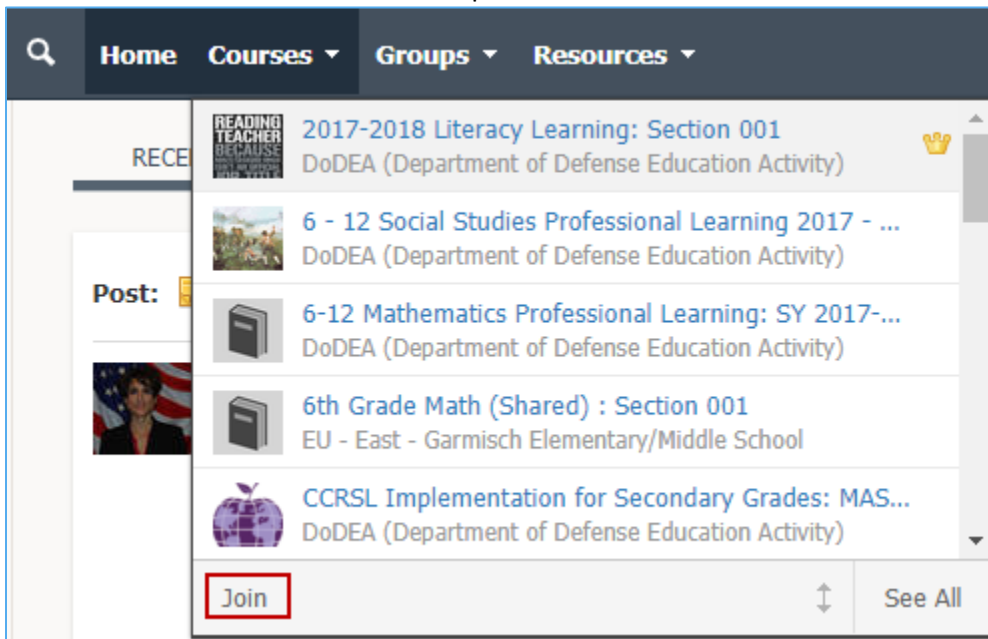 Home Courses Groups Resources
RECE
READING
TEACHER
BECAUSE
2017-2018 Literacy Learning: Section 001
DoDEA (Department of Defense Education Activity)
6 - 12 Social Studies Professional Learning 2017 - ...
DoDEA (Department of Defense Education Activity)
Post:
6-12 Mathematics Professional Learning: SY 2017-...
DoDEA (Department of Defense Education Activity)
6th Grade Math (Shared) : Section 001
EU - East - Garmisch Elementary/Middle School
CCRSL Implementation for Secondary Grades: MAS...
DoDEA (Department of Defense Education Activity)
Join See All